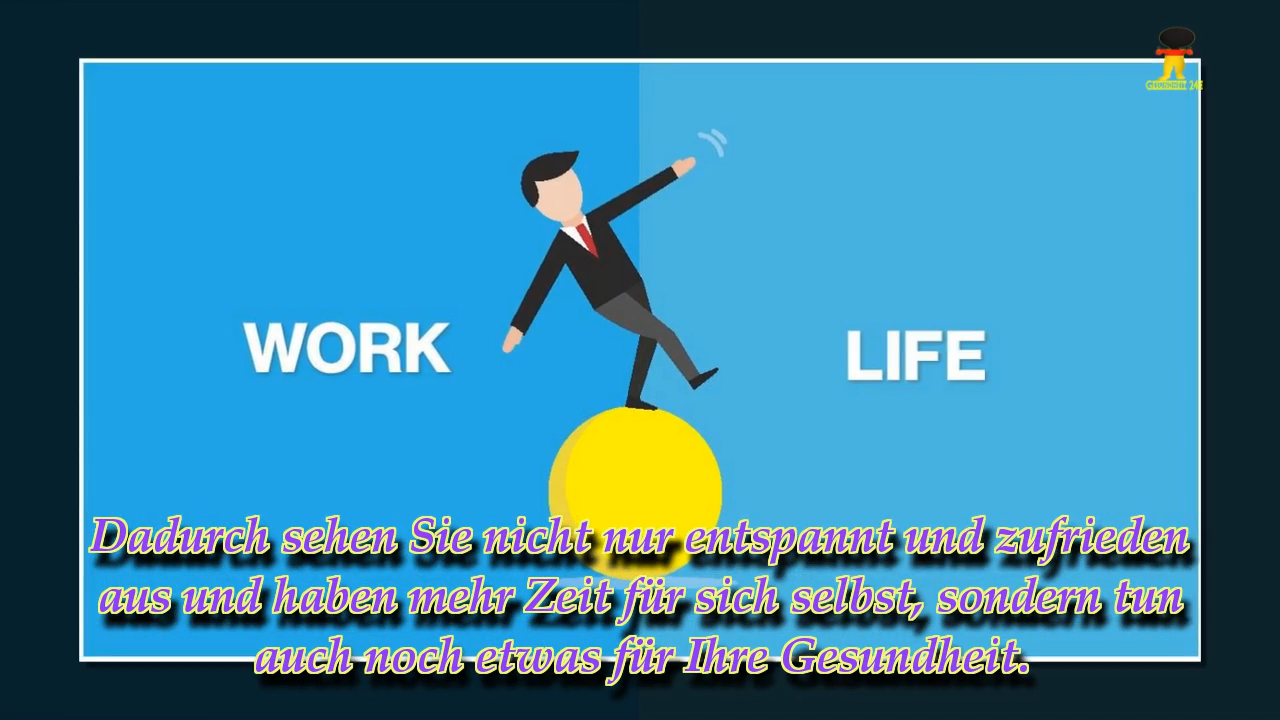 WORK
LIFE
Dadurch sehen Sie nicht nur entspannt und zufrieden
aus und haben mehr Zeit für sich selbst, sondern tun
auch noch etwas für Ihre Gesundheit.